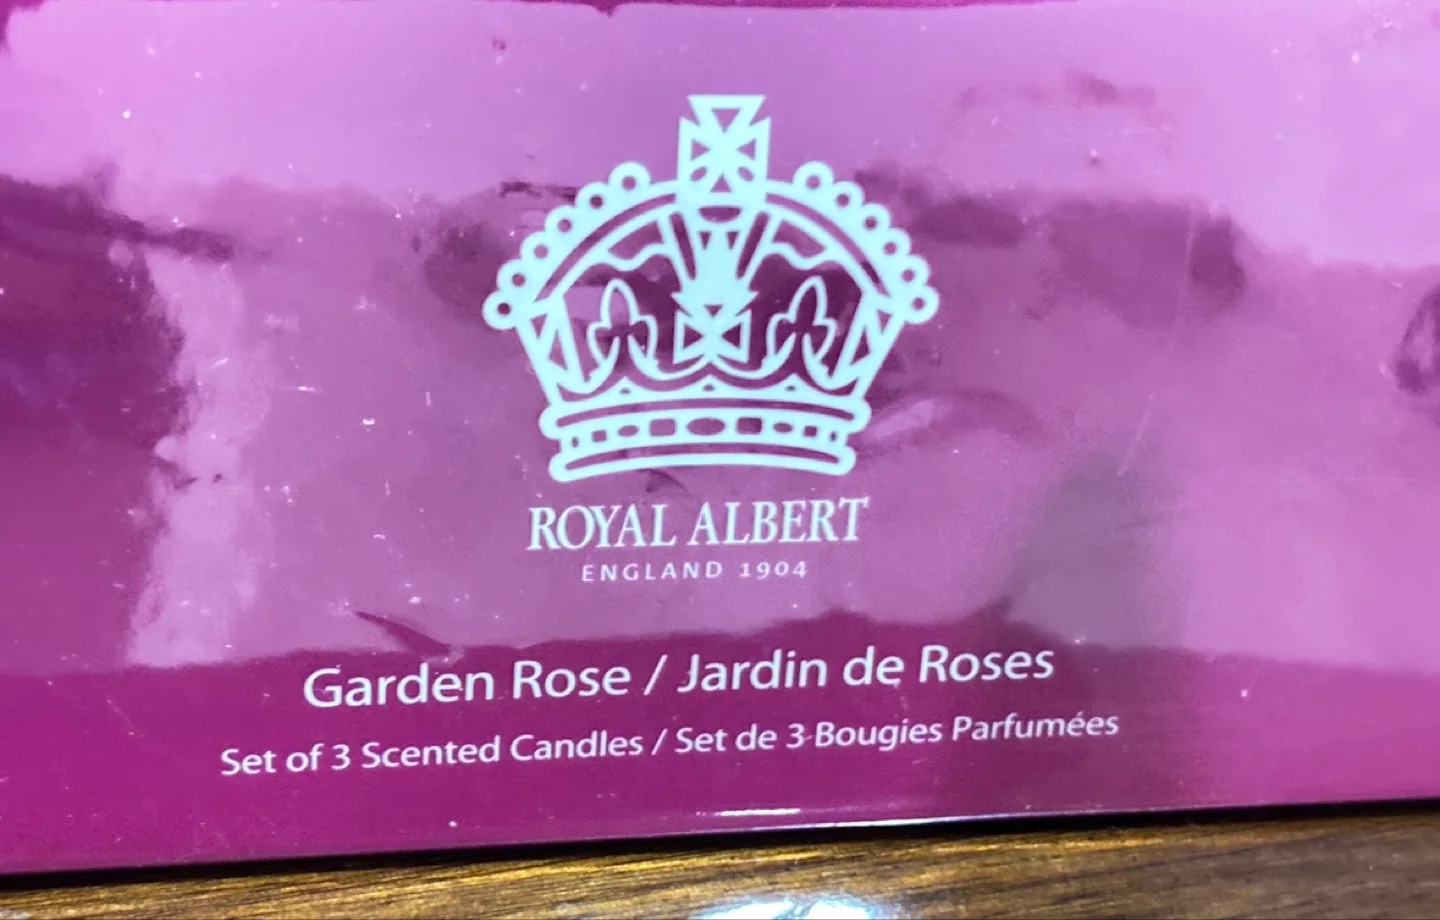 ROYAL ALBERT
ENGLAND 1904
Garden Rose / Jardin de Roses
Set of 3 Scented Candles / Set de 3 Bougies Parfumées